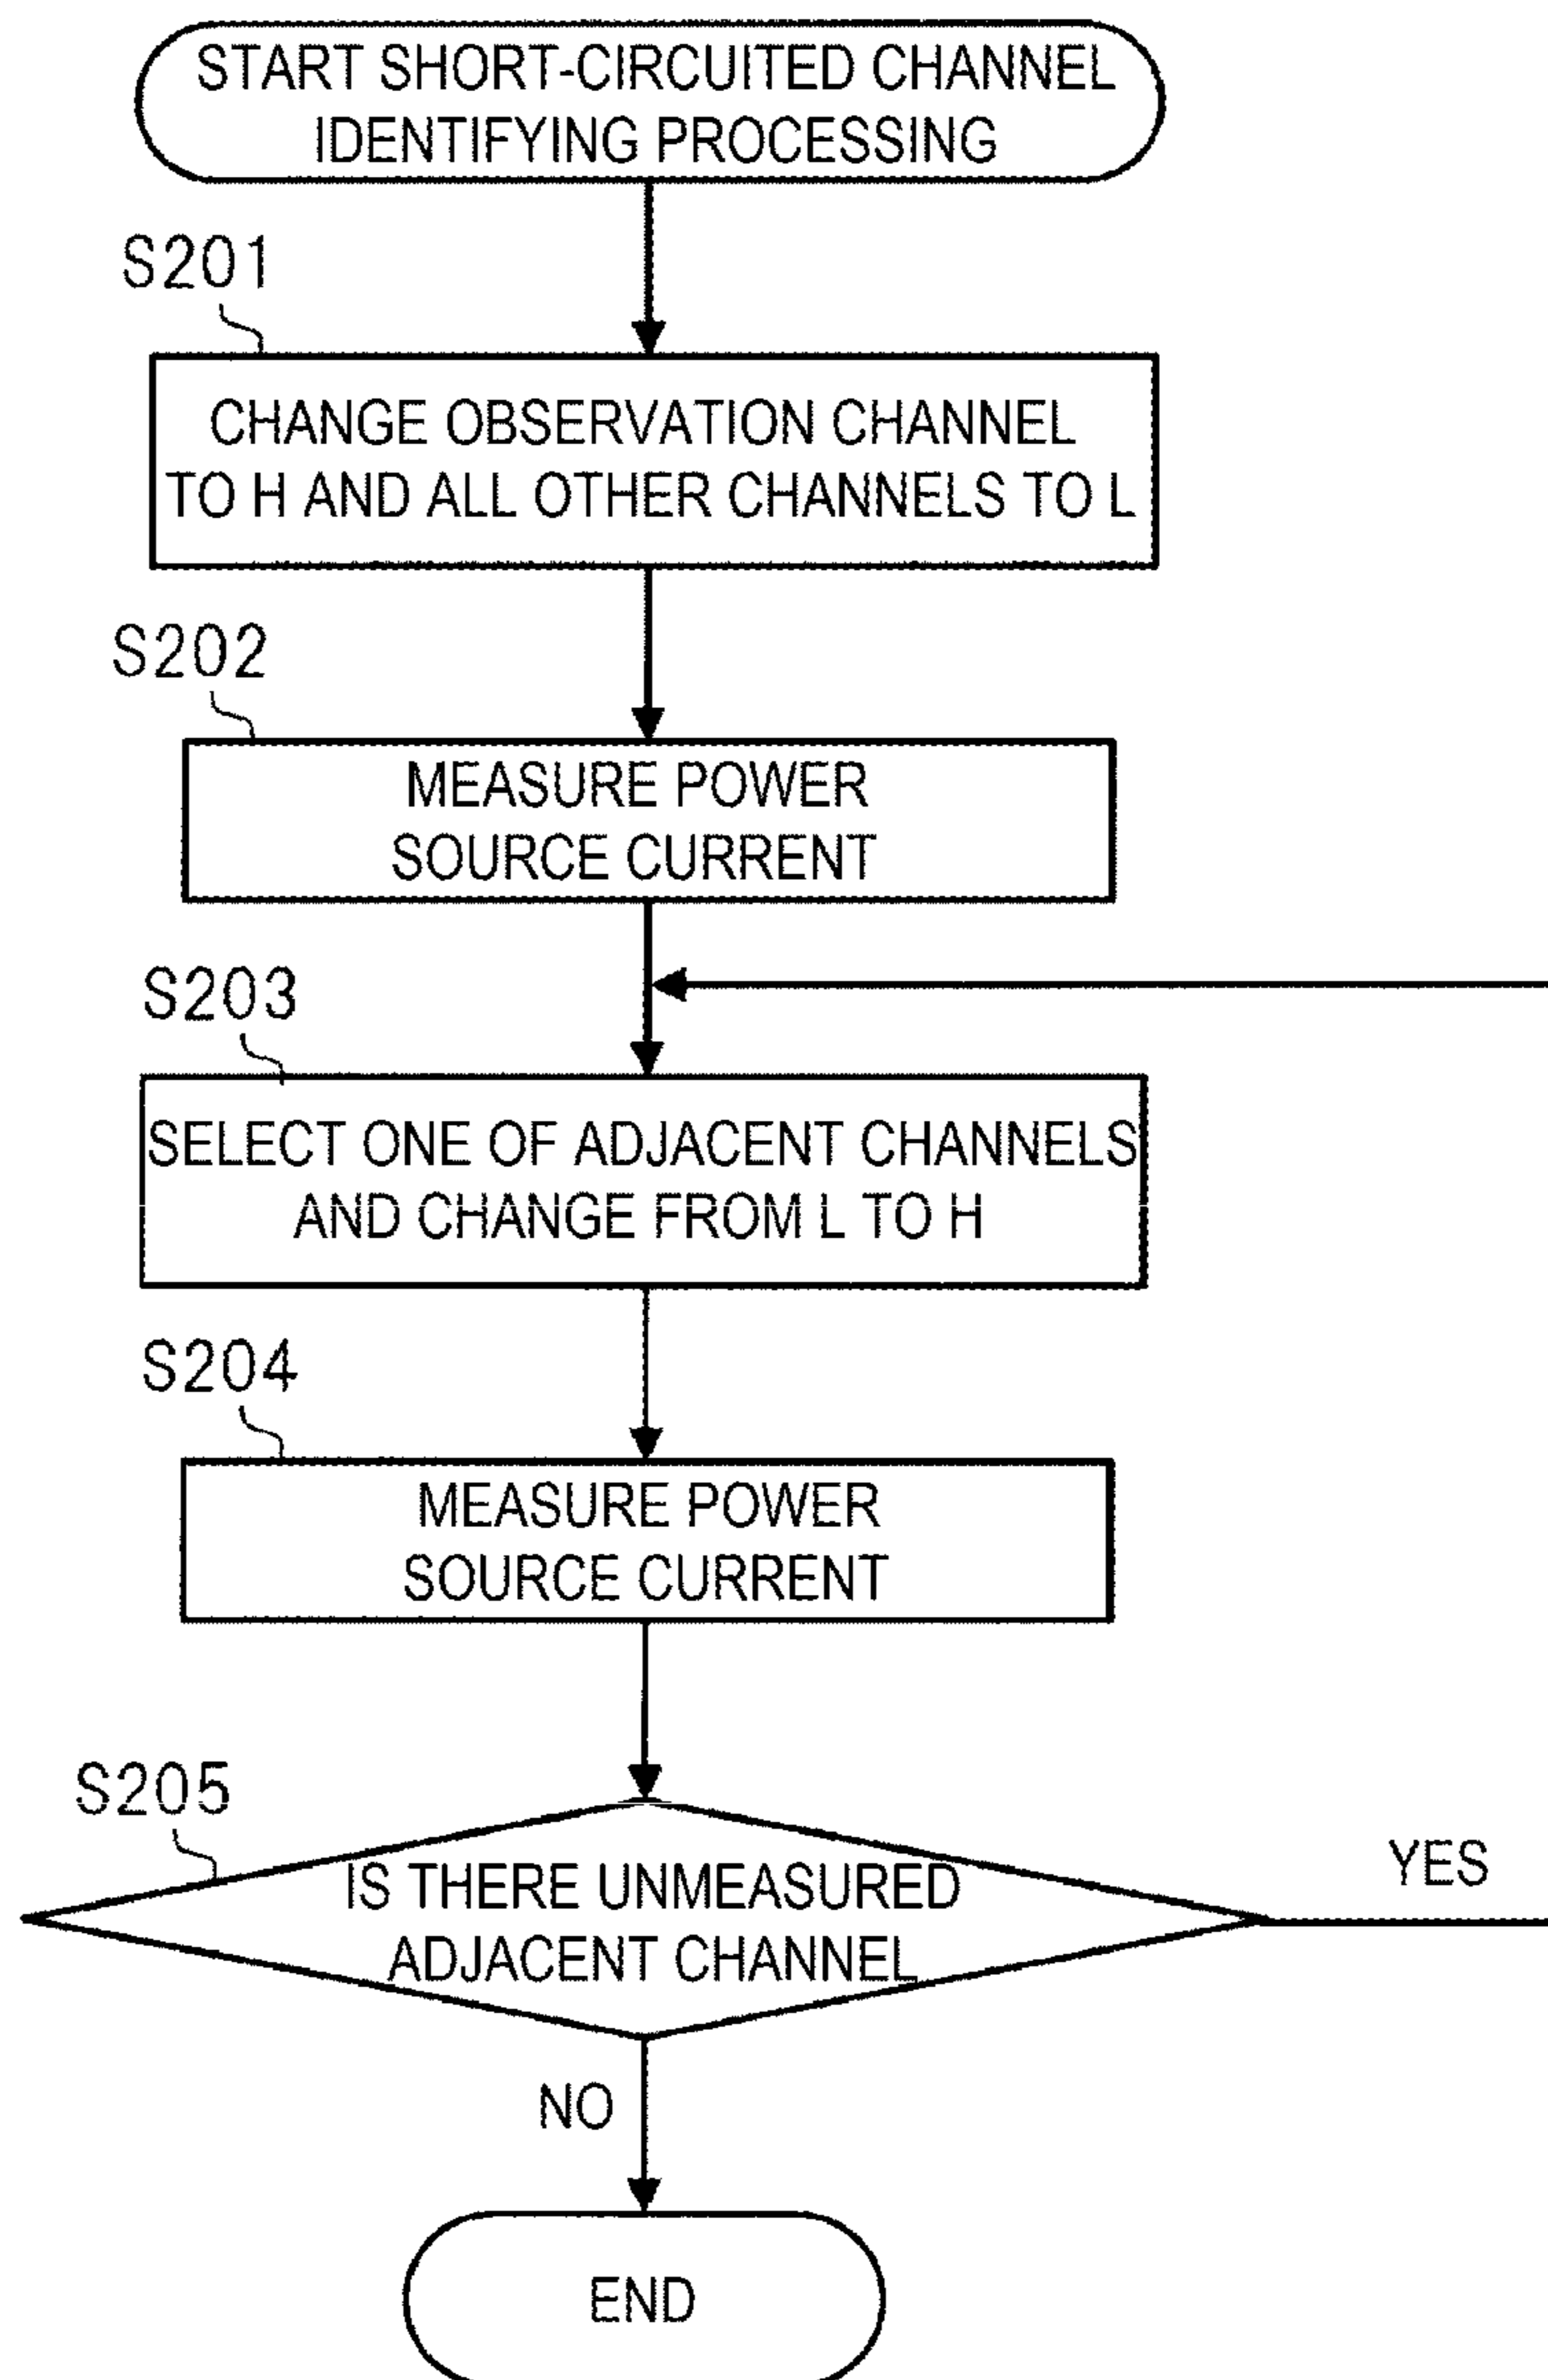 START SHORT-CIRCUITED CHANNEL
IDENTIFYING PROCESSING
S201
CHANGE OBSERVATION CHANNEL
TO H AND ALL OTHER CHANNELS TO L
S202
MEASURE POWER
SOURCE CURRENT
S203
SELECT ONE OF ADJACENT CHANNELS
AND CHANGE FROM L TO H
S204
MEASURE POWER
SOURCE CURRENT
S205
IS THERE UNMEASURED
ADJACENT CHANNEL
YES
NO
END